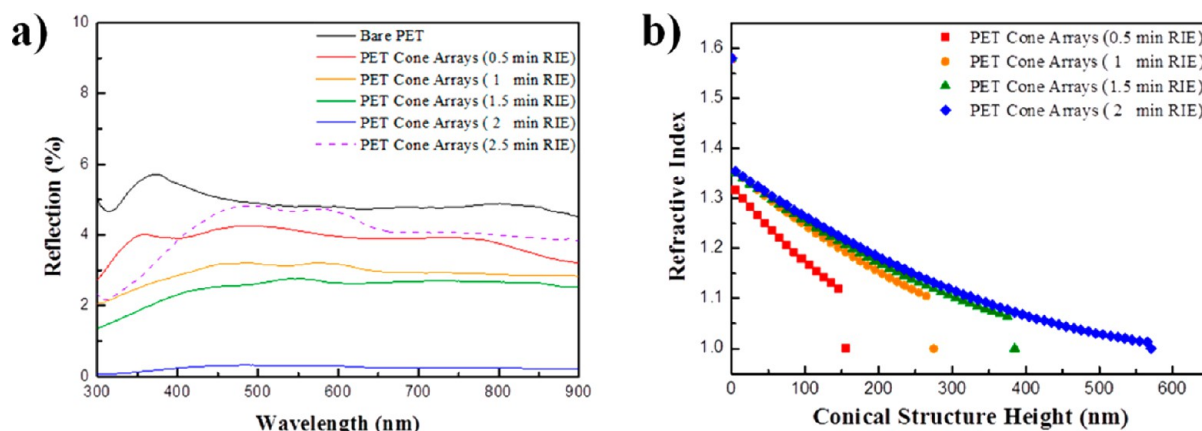 a)
Bare PET
PET Cone Arrays (0.5 min RIE)
PET Cone Arrays ( 1 min RIE)
PET Cone Arrays (1.5 min RIE)
PET Cone Arrays ( 2 min RIE)
PET Cone Arrays (2.5 min RIE)
10
8
6
4
2
0
Reflection (%)
300 400 500 600 700 800 900
Wavelength (nm)
b)
PET Cone Arrays (0.5 min RIE)
PET Cone Arrays ( 1 min RIE)
PET Cone Arrays (1.5 min RIE)
PET Cone Arrays ( 2 min RIE)
1.6
1.5
1.4
1.3
1.2
1.1
1.0
Refractive Index
0 100 200 300 400 500 600
Conical Structure Height (nm)